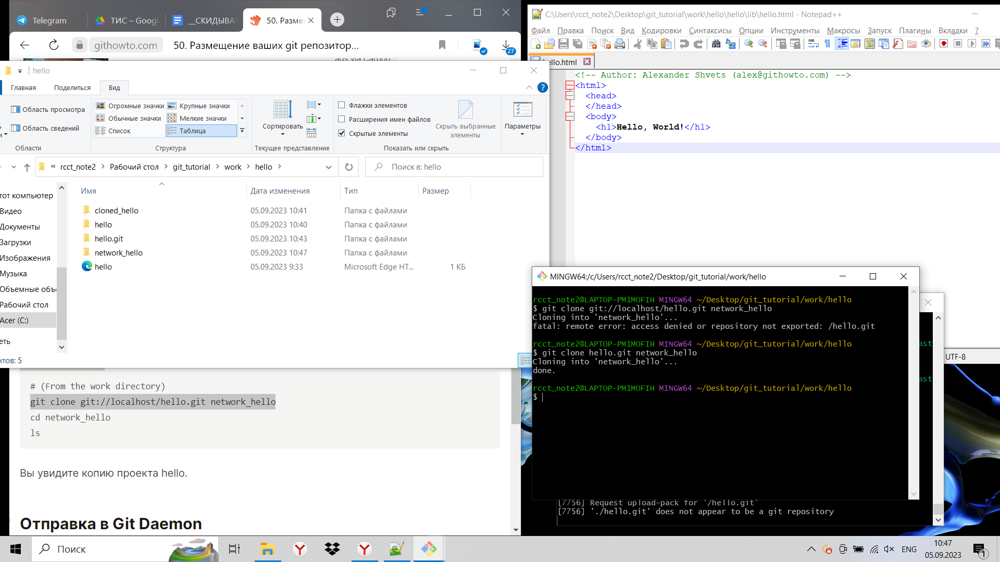 Telegram
ТИС – Googl
__СКИДЫВАТ
50. Разме
githowto.com
50. Размещение ваших git репозитор...
27
hello
Главная
Поделиться
Вид
Область просмотра
Область сведений
Области
Огромные значки
Крупные значки
Обычные значки
Мелкие значки
Список
Таблица
Структура
Сортировать
Текущее представление
Флажки элементов
Расширения имен файлов
Скрытые элементы
Скрыть выбранные
элементы
Показать или скрыть
Параметры
« rcct_note2 > Рабочий стол > git_tutorial > work > hello >
Поиск в: hello
тот компьютер
Видео
Документы
Загрузки
Изображения
Музыка
Объемные объ
Рабочий стол
Acer (C:)
еть
Имя
Дата изменения
Тип
Размер
cloned_hello 05.09.2023 10:41 Папка с файлами
hello 05.09.2023 10:40 Папка с файлами
hello.git 05.09.2023 10:43 Папка с файлами
network_hello 05.09.2023 10:47 Папка с файлами
hello 05.09.2023 9:33 Microsoft Edge HT... 1 КБ
нтов: 5
# (From the work directory)
git clone git://localhost/hello.git network_hello
cd network_hello
ls
Вы увидите копию проекта hello.
Отправка в Git Daemon
C:\Users\rcct_note2\Desktop\git_tutorial\work\hello\hello\lib\hello.html - Notepad++
Файл Правка Поиск Вид Кодировки Синтаксисы Опции Инструменты Макросы Запуск Плагины Вкладки ?
ello.html
<!-- Author: Alexander Shvets (alex@githowto.com) -->
<html>
<head>
</head>
<body>
<h1>Hello, World!</h1>
</body>
</html>
UTF-8
MINGW64:/c/Users/rcct_note2/Desktop/git_tutorial/work/hello
rcct_note2@LAPTOP-PM1MOFIH MINGW64 ~/Desktop/git_tutorial/work/hello
$ git clone git://localhost/hello.git network_hello
Cloning into 'network_hello'...
fatal: remote error: access denied or repository not exported: /hello.git
rcct_note2@LAPTOP-PM1MOFIH MINGW64 ~/Desktop/git_tutorial/work/hello
$ git clone hello.git network_hello
Cloning into 'network_hello'...
done.
rcct_note2@LAPTOP-PM1MOFIH MINGW64 ~/Desktop/git_tutorial/work/hello
$
ast
ast
[7756] Request upload-pack for '/hello.git'
[7756] './hello.git' does not appear to be a git repository
Поиск
ENG
10:47
05.09.2023
1